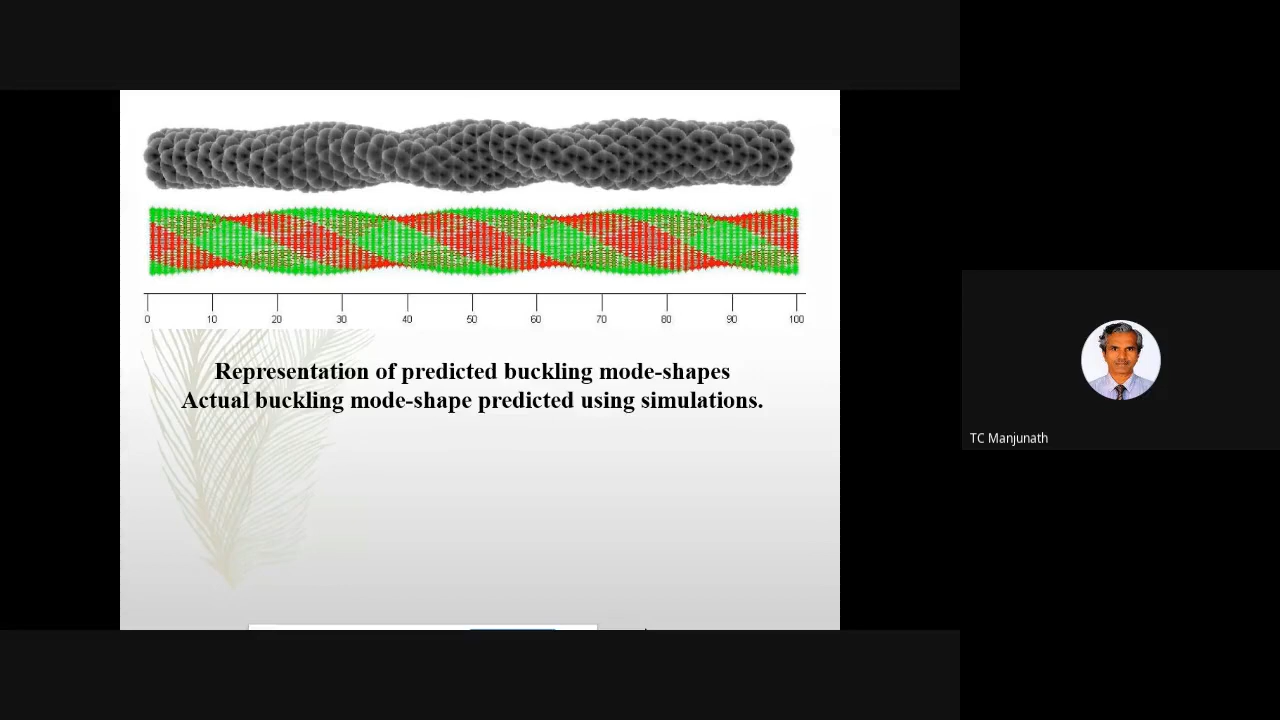 0 10 20 30 40 50 60 70 80 90 100
Representation of predicted buckling mode-shapes
Actual buckling mode-shape predicted using simulations.
TC Manjunath